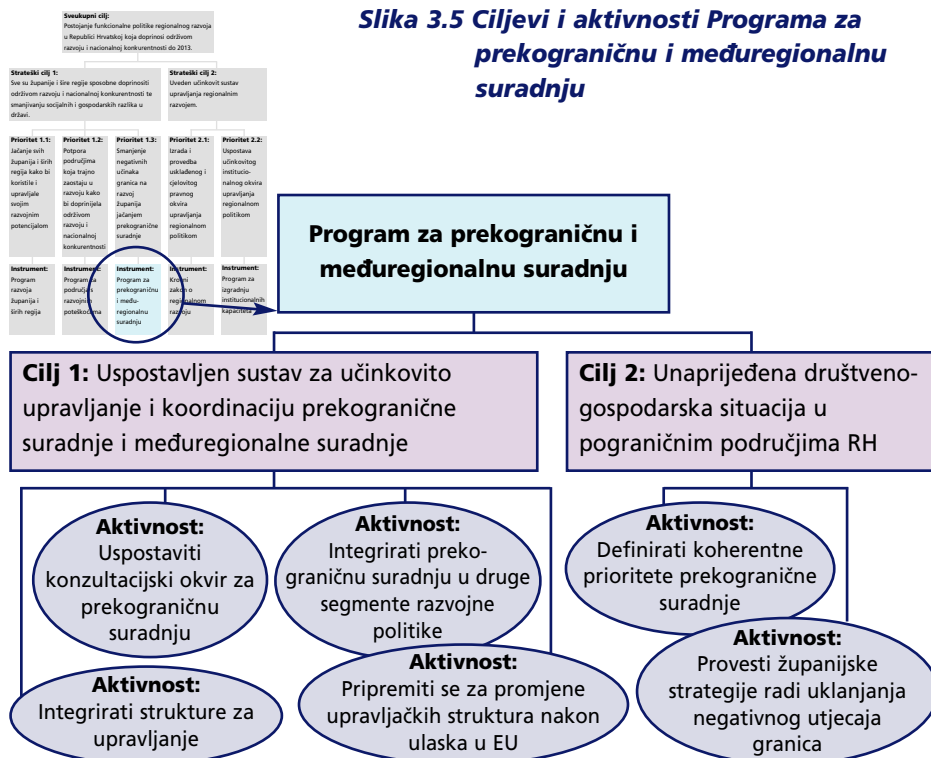 Slika 3.5 Ciljevi i aktivnosti Programa za
prekograničnu i međuregionalnu
suradnju
Sveukupni cilj:
Postojanje funkcionalne politike regionalnog razvoja
u Republici Hrvatskoj koja doprinosi održivom
razvoju i nacionalnoj konkurentnosti do 2013.
Strateški cilj 1:
Sve su županije i šire regije sposobne doprinositi
održivom razvoju i nacionalnoj konkurentnosti te
smanjivanju socijalnih i gospodarskih razlika u
državi.
Strateški cilj 2:
Uveden učinkovit sustav
upravljanja regionalnim
razvojem.
Prioritet 1.1:
Jačanje svih
županija i širih
regija kako bi
koristile i
upravljale
svojim
razvojnim
potencijalom
Prioritet 1.2:
Potpora
područjima
koja trajno
zaostaju u
razvoju kako
bi doprinijela
održivom
razvoju i
nacionalnoj
konkurentnosti
Prioritet 1.3:
Smanjenje
negativnih
učinaka
granica na
razvoj
županija
jačanjem
prekogranične
suradnje
Prioritet 2.1:
Izrada i
provedba
usklađenog i
cjelovitog
pravnog
okvira
upravljanja
regionalnom
politikom
Prioritet 2.2:
Uspostava
učinkovitog
institucio-
nalnog okvira
upravljanja
regionalnom
politikom
Instrument:
Program
razvoja
županija i
širih regija
Instrument:
Program za
područja s
razvojnim
poteškoćama
Instrument:
Program za
prekograničnu
i među-
regionalnu
suradnju
Instrument:
Krovni
zakon o
regionalnom
razvoju
Instrument:
Program za
izgradnju
institucionalnih
kapaciteta
Program za prekograničnu i
međuregionalnu suradnju
Cilj 1: Uspostavljen sustav za učinkovito
upravljanje i koordinaciju prekogranične
suradnje i međuregionalne suradnje
Cilj 2: Unaprijeđena društveno-
gospodarska situacija u
pograničnim područjima RH
Aktivnost:
Uspostaviti
konzultacijski okvir za
prekograničnu
suradnju
Aktivnost:
Integrirati preko-
graničnu suradnju u druge
segmente razvojne
politike
Aktivnost:
Definirati koherentne
prioritete prekogranične
suradnje
Aktivnost:
Integrirati strukture za
upravljanje
Aktivnost:
Pripremiti se za promjene
upravljačkih struktura nakon
ulaska u EU
Aktivnost:
Provesti županijske
strategije radi uklanjanja
negativnog utjecaja
granica